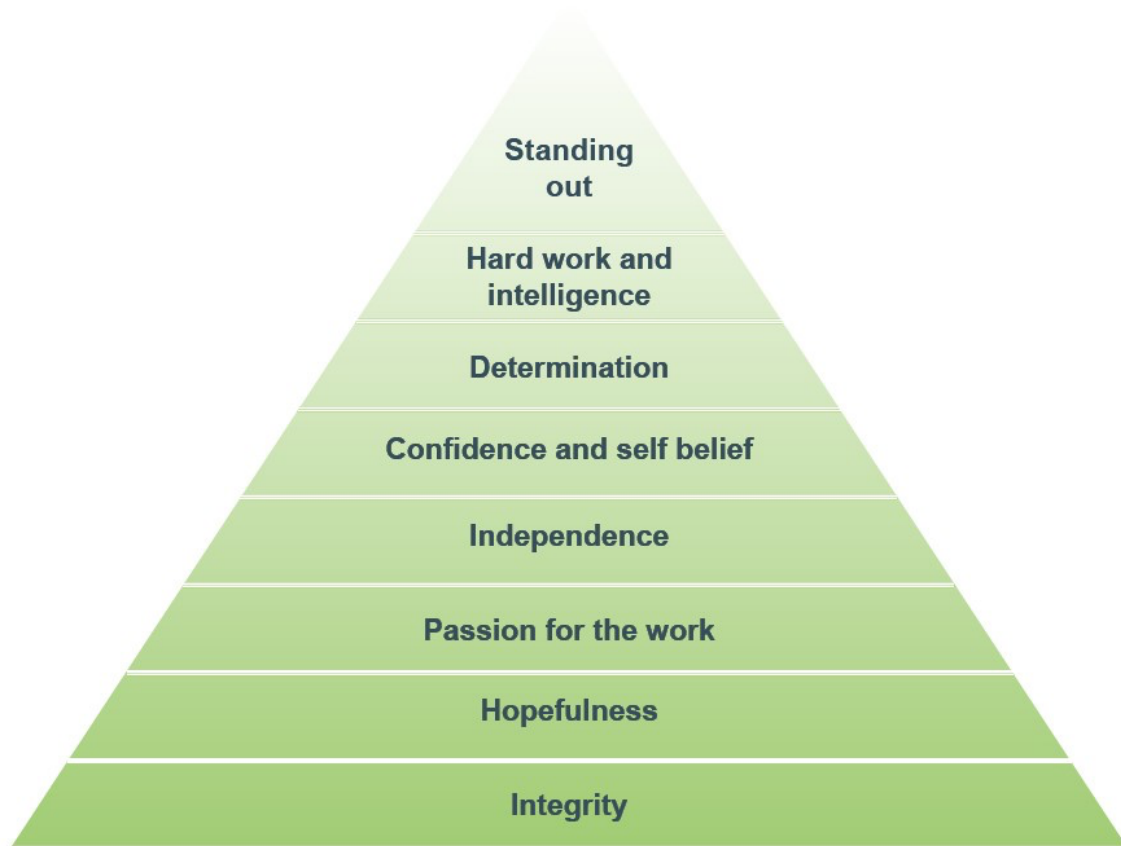 Standing
out
Hard work and
intelligence
Determination
Confidence and self belief
Independence
Passion for the work
Hopefulness
Integrity